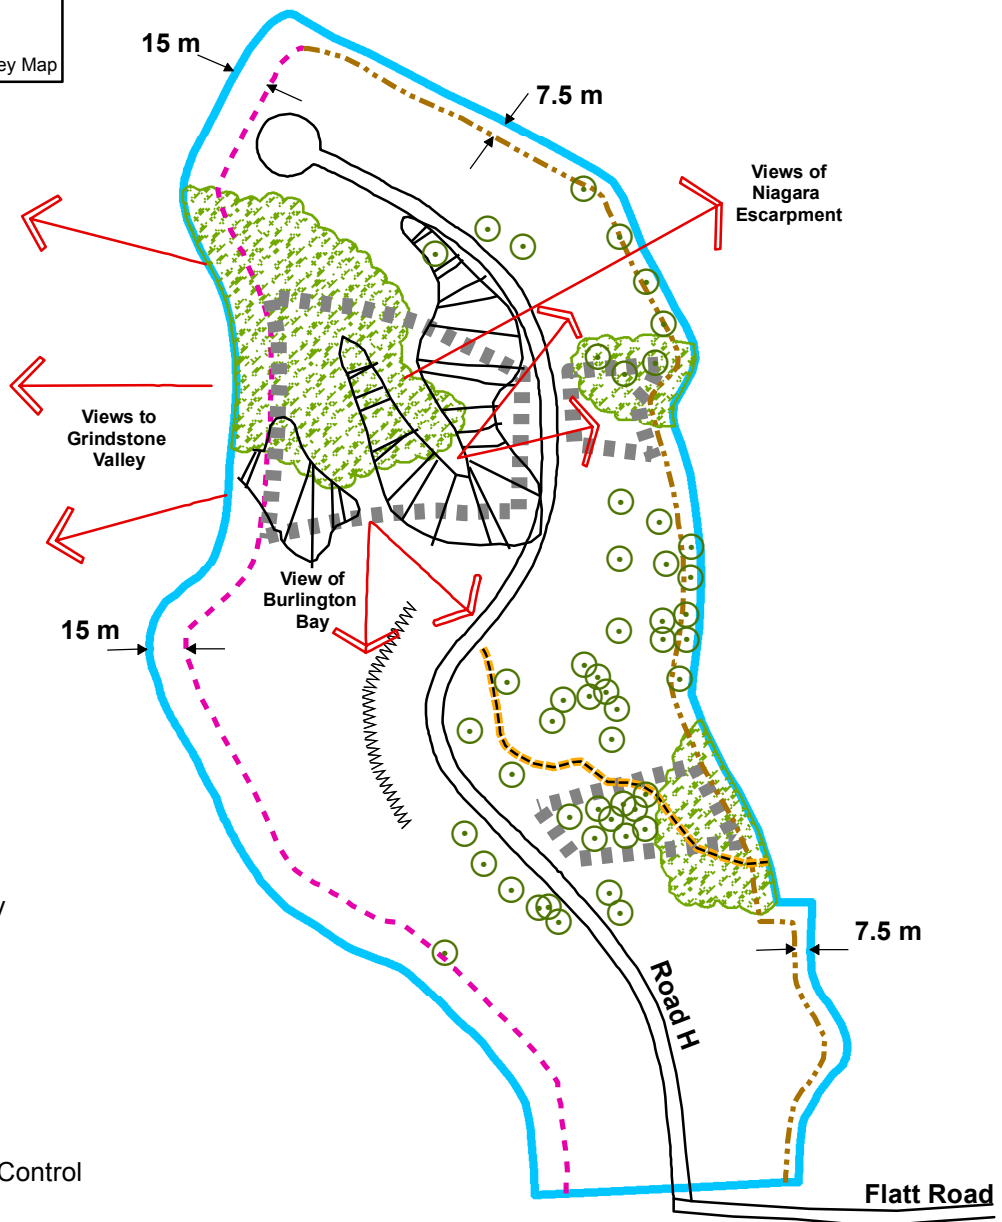 ey Map
15 m
7.5 m
Views of
Niagara
Escarpment
Views to
Grindstone
Valley
View of
Burlington
Bay
15 m
y
7.5 m
Road H
Control
Flatt Road